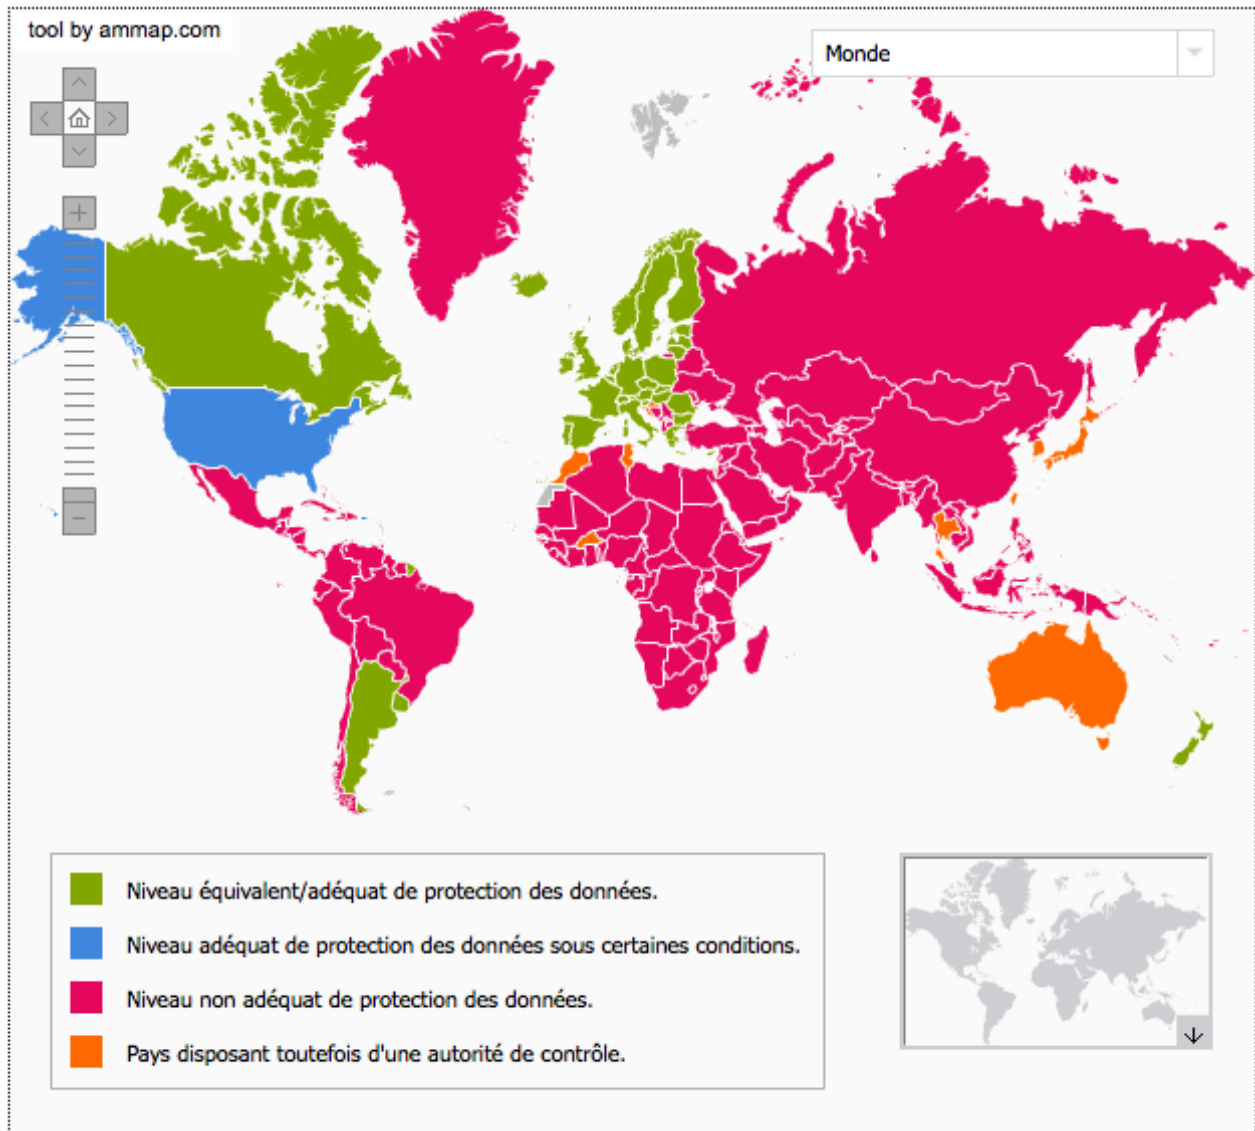 tool by ammap.com
Monde
Niveau équivalent/adéquat de protection des données.
Niveau adéquat de protection des données sous certaines conditions.
Niveau non adéquat de protection des données.
Pays disposant toutefois d'une autorité de contrôle.